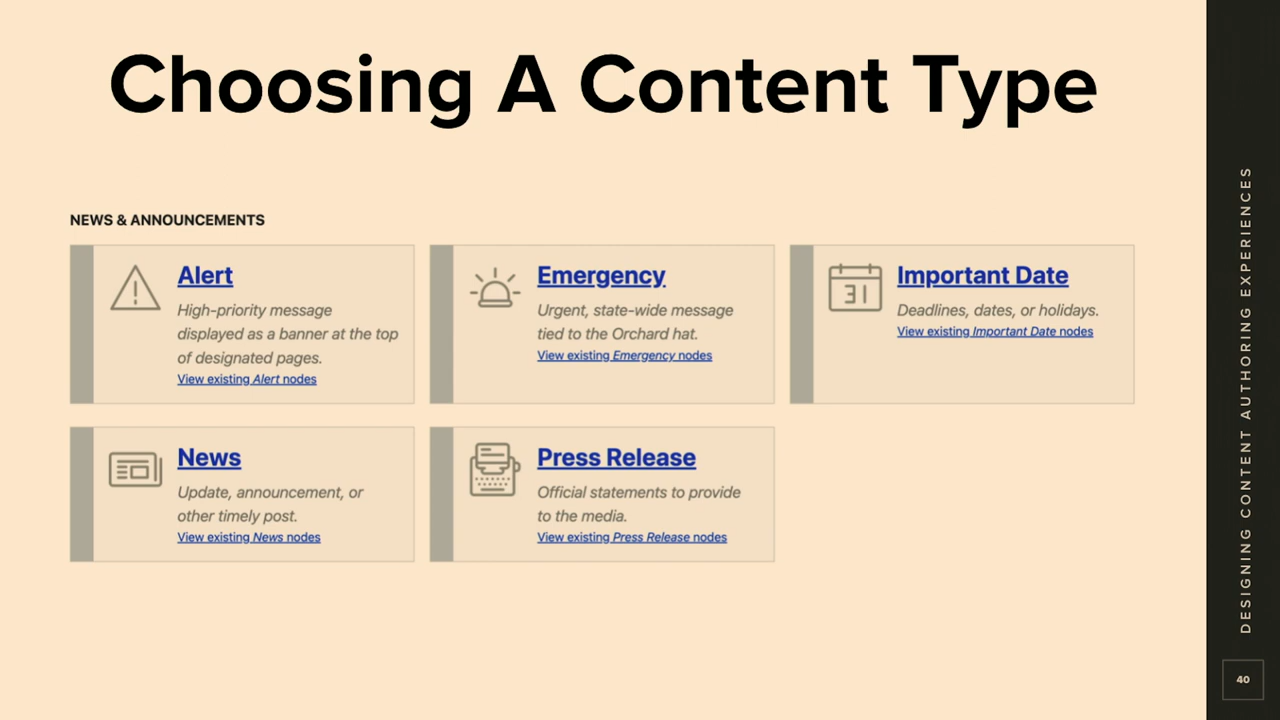 Choosing A Content Type
NEWS & ANNOUNCEMENTS
Alert
High-priority message
displayed as a banner at the top
of designated pages.
View existing Alert nodes
Emergency
Urgent, state-wide message
tied to the Orchard hat.
View existing Emergency nodes
31
Important Date
Deadlines, dates, or holidays.
View existing Important Date nodes
News
Update, announcement, or
other timely post.
View existing News nodes
Press Release
Official statements to provide
to the media.
View existing Press Release nodes
DESIGNING CONTENT AUTHORING EXPERIENCES
40